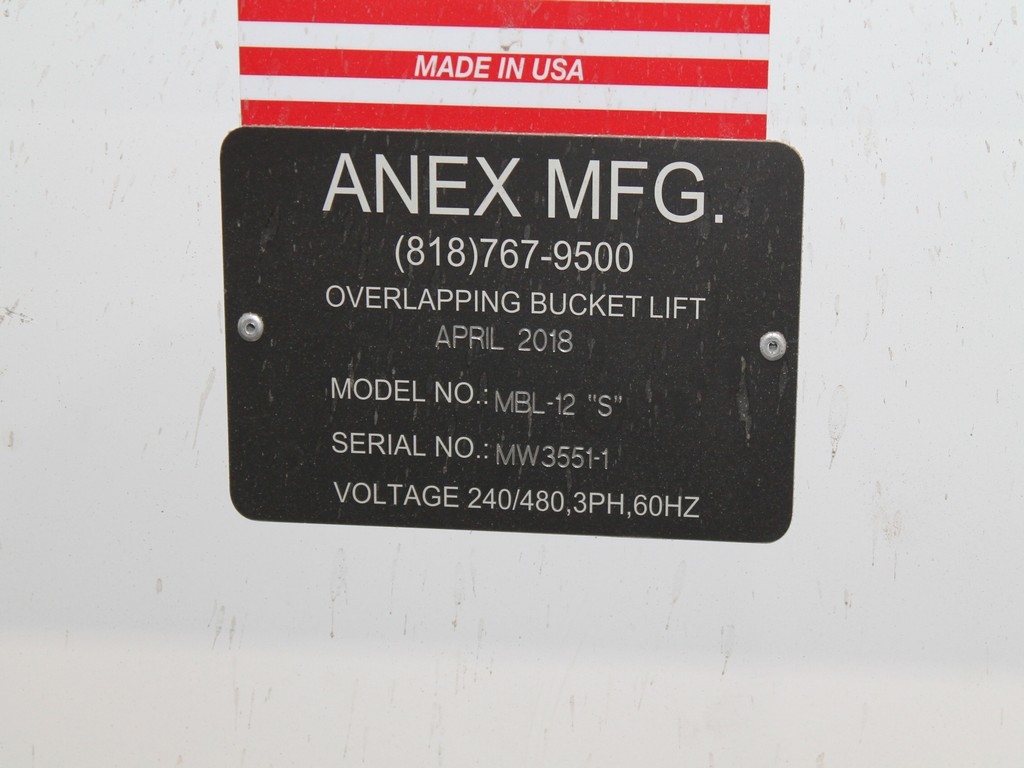 MADE IN USA
ANEX MFG.
(818)767-9500
OVERLAPPING BUCKET LIFT
APRIL 2018
MODEL NO.: MBL-12 "S"
SERIAL NO.: MW3551-1
VOLTAGE 240/480,3PH,60HZ